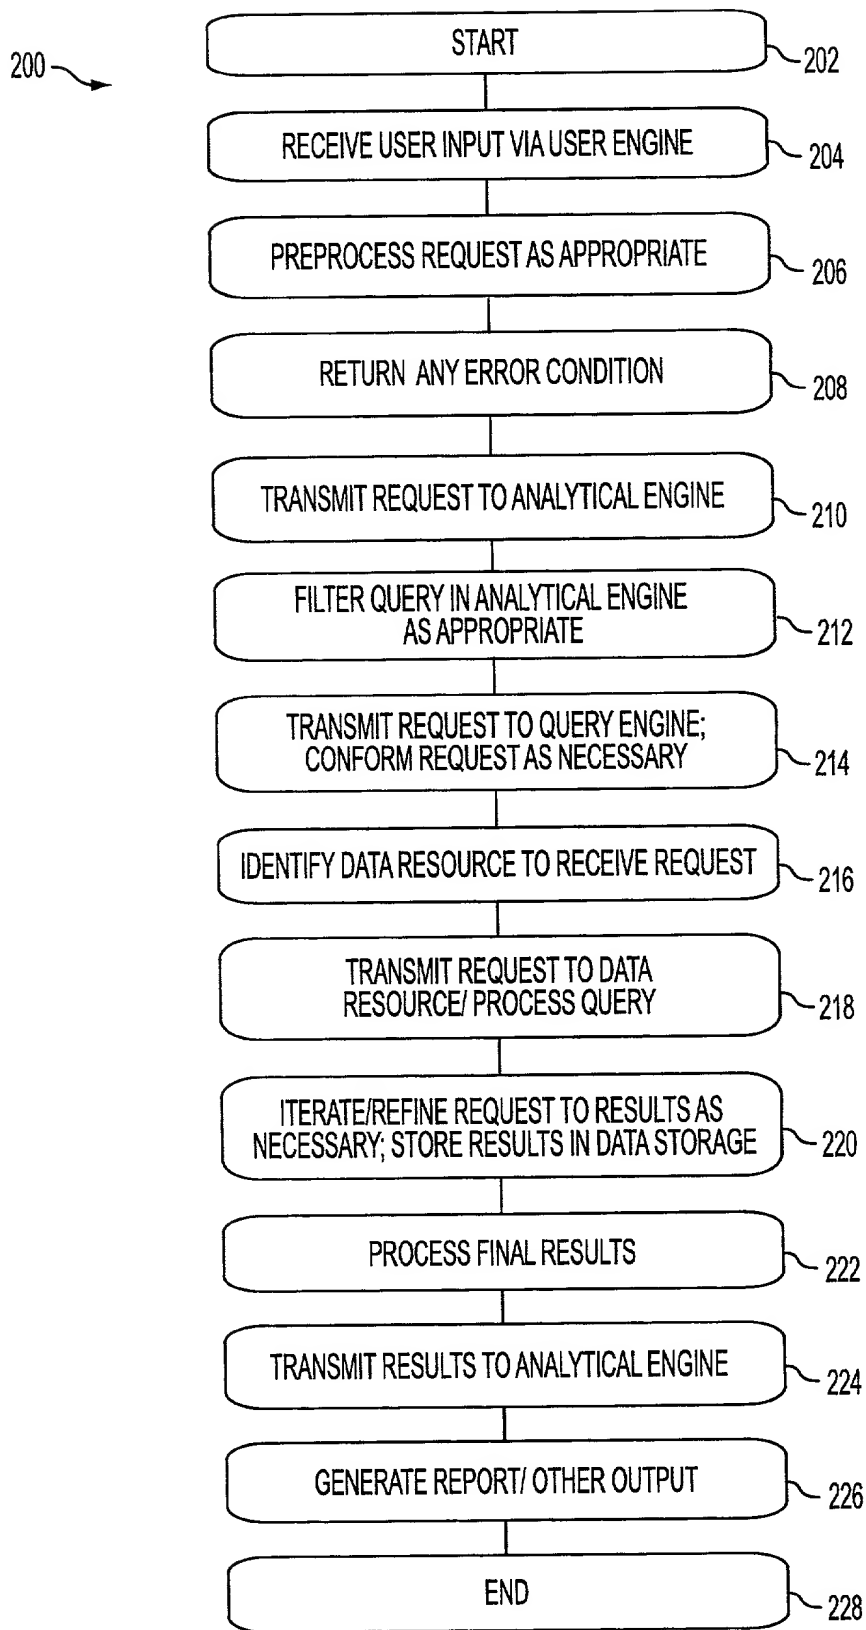 200
START
202
RECEIVE USER INPUT VIA USER ENGINE
204
PREPROCESS REQUEST AS APPROPRIATE
206
RETURN ANY ERROR CONDITION
208
TRANSMIT REQUEST TO ANALYTICAL ENGINE
210
FILTER QUERY IN ANALYTICAL ENGINE
AS APPROPRIATE
212
TRANSMIT REQUEST TO QUERY ENGINE;
CONFORM REQUEST AS NECESSARY
214
IDENTIFY DATA RESOURCE TO RECEIVE REQUEST
216
TRANSMIT REQUEST TO DATA
RESOURCE/ PROCESS QUERY
218
ITERATE/REFINE REQUEST TO RESULTS AS
NECESSARY; STORE RESULTS IN DATA STORAGE
220
PROCESS FINAL RESULTS
222
TRANSMIT RESULTS TO ANALYTICAL ENGINE
224
GENERATE REPORT/ OTHER OUTPUT
226
END
228